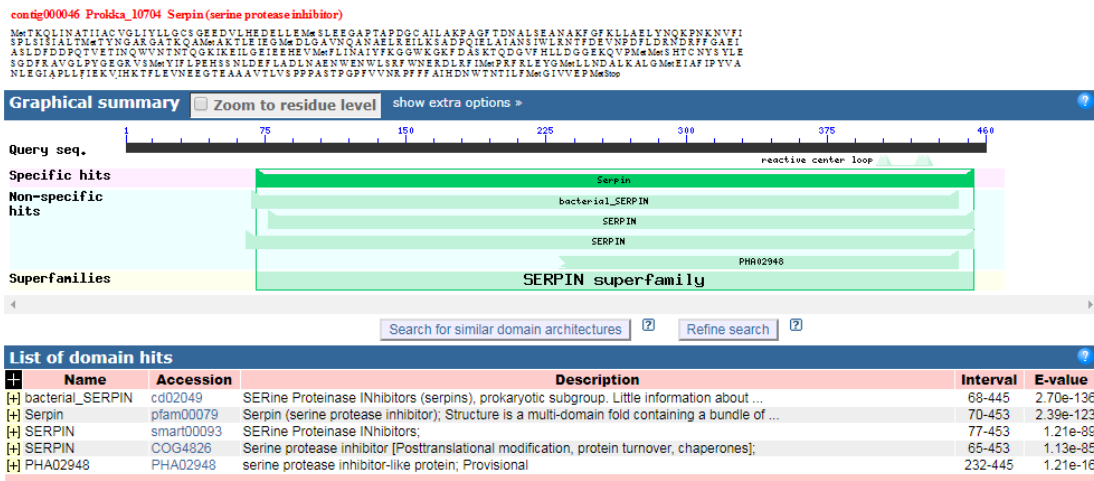 contig000046 Prokka_10704 Serpin (serine protease inhibitor)
MetTKQLINATIIACVGLIYLLGCSGEEDVLHEDELLEMetSLEEGAPTAPDGCAILAKPAGFTDNALSEANAKFGFKLLAELYNQKPNKNVFI
SPLSISIALTMetTYNGARGATKQAMetAKTLEIEGMetDLGAVNQANAELREILKSADPQIELAIANSIWLRNTFDEVNPDFLDRNDRFFGAEI
ASLDFDDPQTVETINQWVNTNTQGKIKEILGEIEEHEVMetFLINAIYFKGGWKGKFDASKTQDGVFHLLDGGEKQVPMetMetSHTCNYSYLE
SGDFRAVGLPYGEGRVSMetYIFLPEHSSNLDEFLADLNAENWENWLSRFWNERDLRFIMetPRFRLEYGMetLLNDALKALGMetEIAFIPYVA
NLEGIAPLLFIEKVIHKTFLEVNEEGTEAAAVTLVSPPPASTPGPFVVNRPFFFAIHDNWTNTILFMetGIVVEPMetStop
Graphical summary Zoom to residue level show extra options »
1 75 150 225 300 375 460
Query seq.
reactive center loop
Specific hits Serpin
Non-specific hits bacterial_SERPIN
SERPIN
SERPIN
PHA02948
Superfamilies SERPIN superfamily
Search for similar domain architectures ? Refine search ?
List of domain hits
+ Name Accession Description Interval E-value
[+] bacterial_SERPIN cd02049 SERine Proteinase INhibitors (serpins), prokaryotic subgroup. Little information about ... 68-445 2.70e-136
[+] Serpin pfam00079 Serpin (serine protease inhibitor); Structure is a multi-domain fold containing a bundle of ... 70-453 2.39e-123
[+] SERPIN smart00093 SERine Proteinase INhibitors; 77-453 1.21e-89
[+] SERPIN COG4826 Serine protease inhibitor [Posttranslational modification, protein turnover, chaperones]; 65-453 1.13e-85
[+] PHA02948 PHA02948 serine protease inhibitor-like protein; Provisional 232-445 1.21e-16